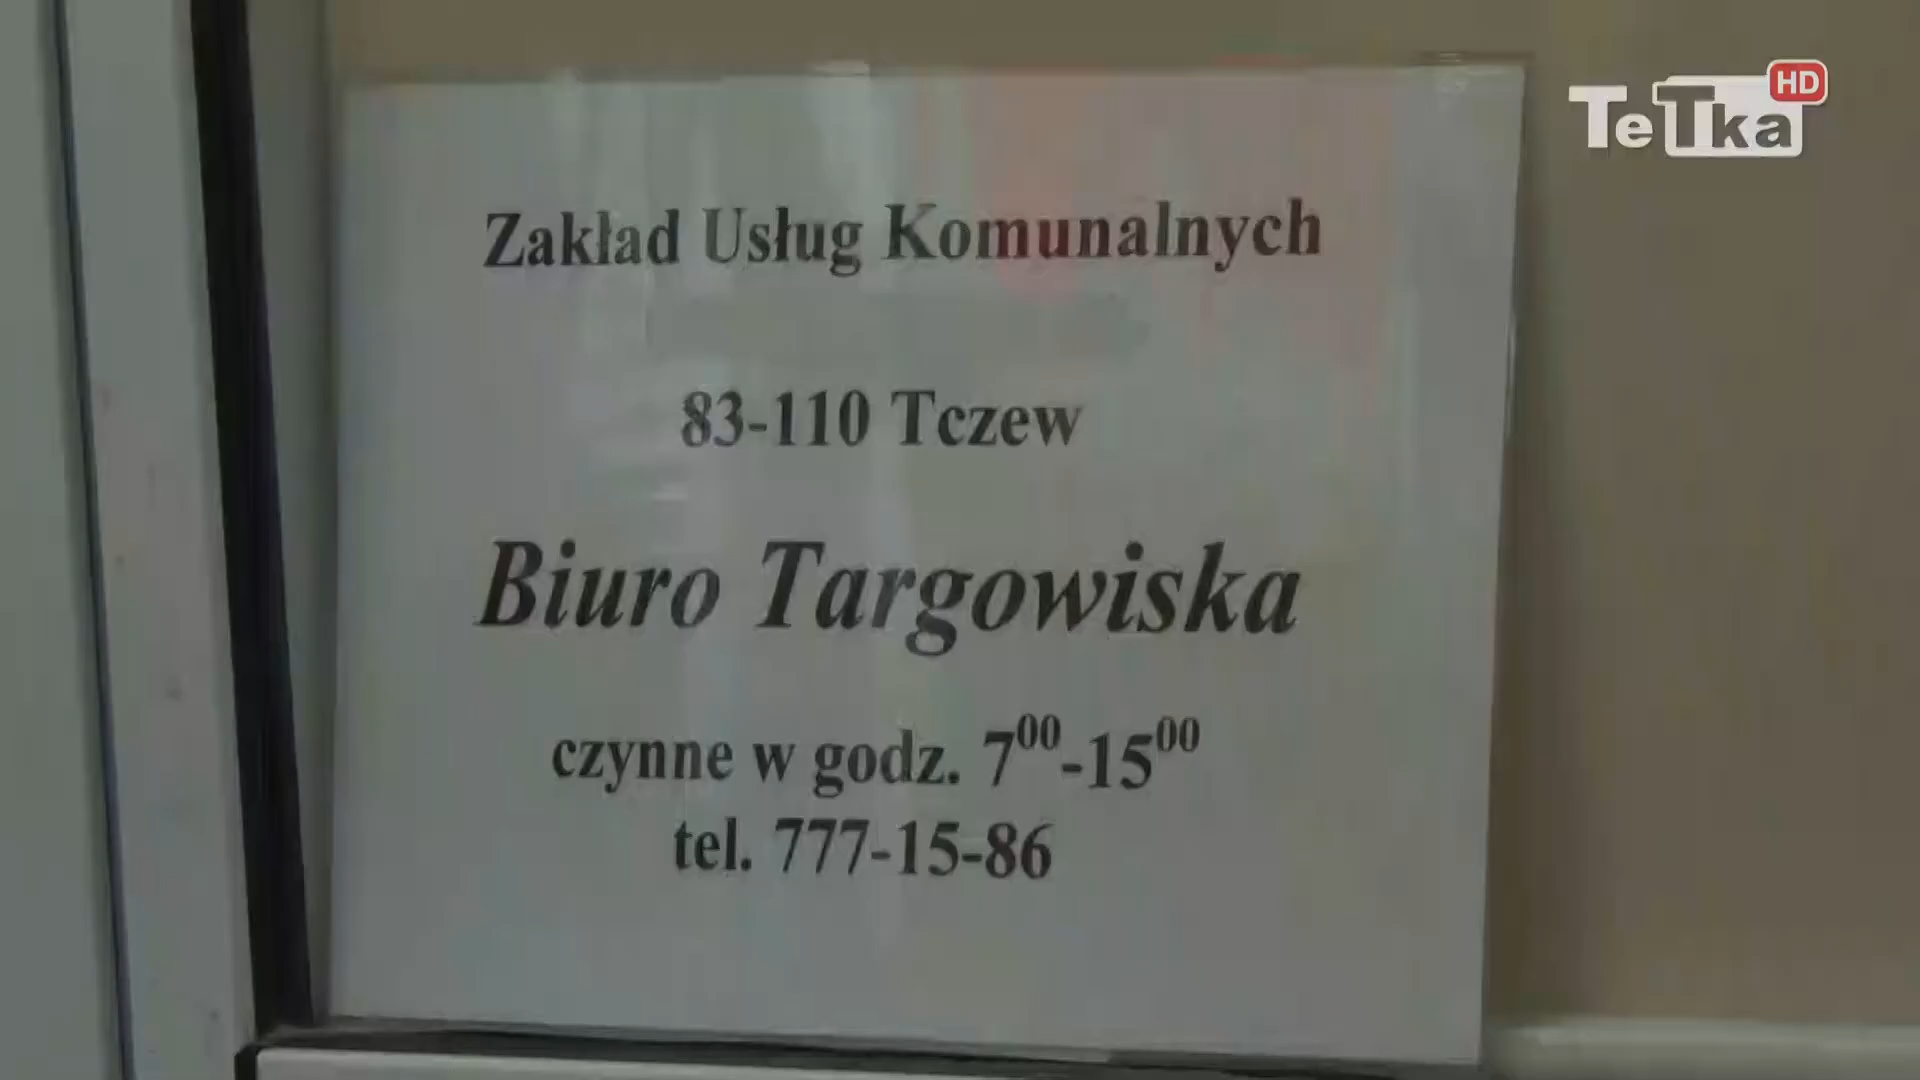 TeTka HD
Zakład Usług Komunalnych
83-110 Tczew
Biuro Targowiska
czynne w godz. 7⁰⁰-15⁰⁰
tel. 777-15-86